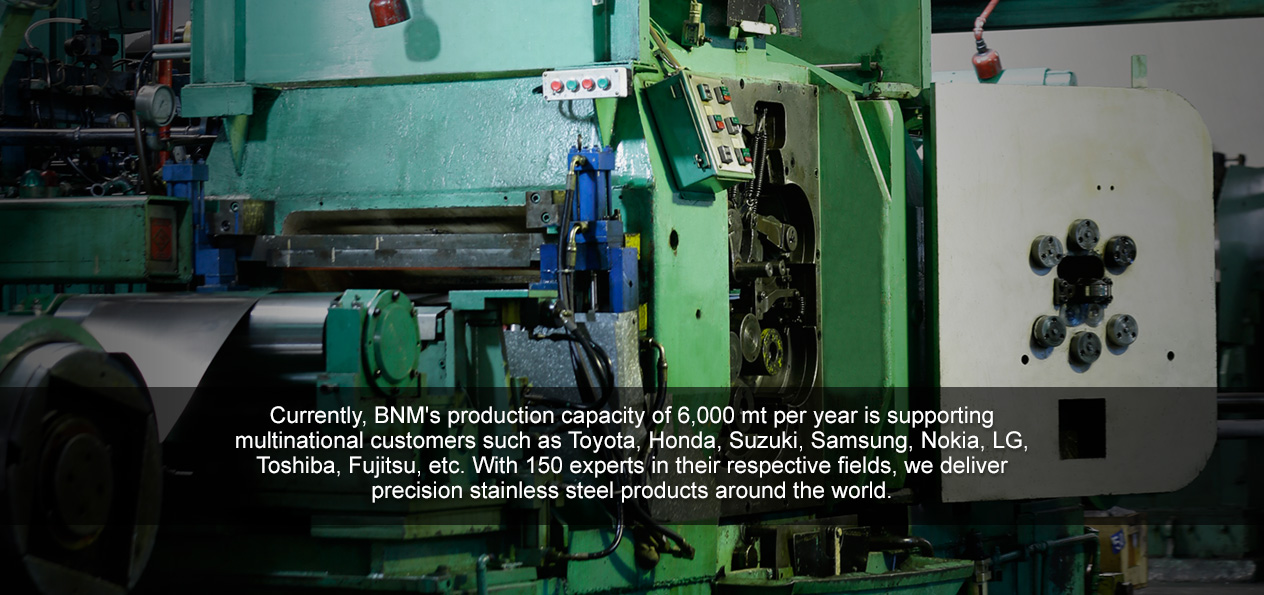 Currently, BNM's production capacity of 6,000 mt per year is supporting
multinational customers such as Toyota, Honda, Suzuki, Samsung, Nokia, LG,
Toshiba, Fujitsu, etc. With 150 experts in their respective fields, we deliver
precision stainless steel products around the world.